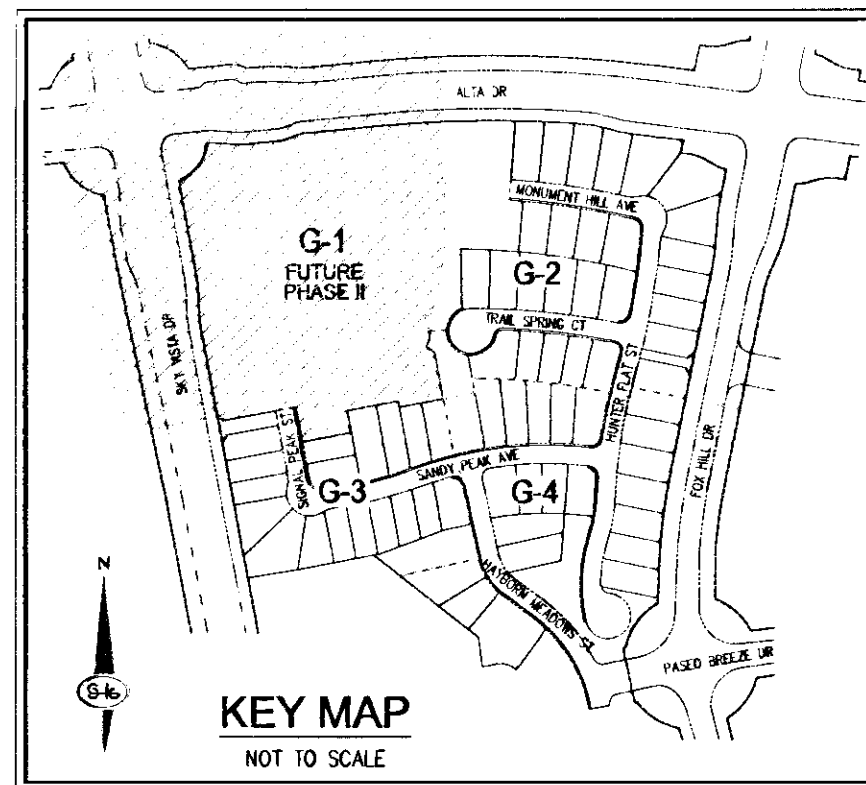 ALTA DR
MONUMENT HILL AVE
G-1
FUTURE
PHASE II
G-2
TRAIL SPRING CT
SKY VISTA DR
HUNTER FLAT ST
FOX HILL DR
SIGNAL PEAK ST
SANDY PEAK AVE
G-3
G-4
HAYBORN MEADOWS ST
N
S-16
PASEO BREEZE DR
KEY MAP
NOT TO SCALE